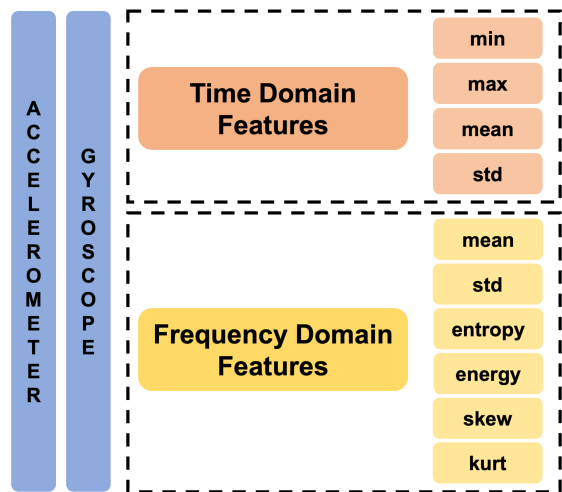 ACCELEROMETER
GYROSCOPE
Time Domain
Features
min
max
mean
std
Frequency Domain
Features
mean
std
entropy
energy
skew
kurt